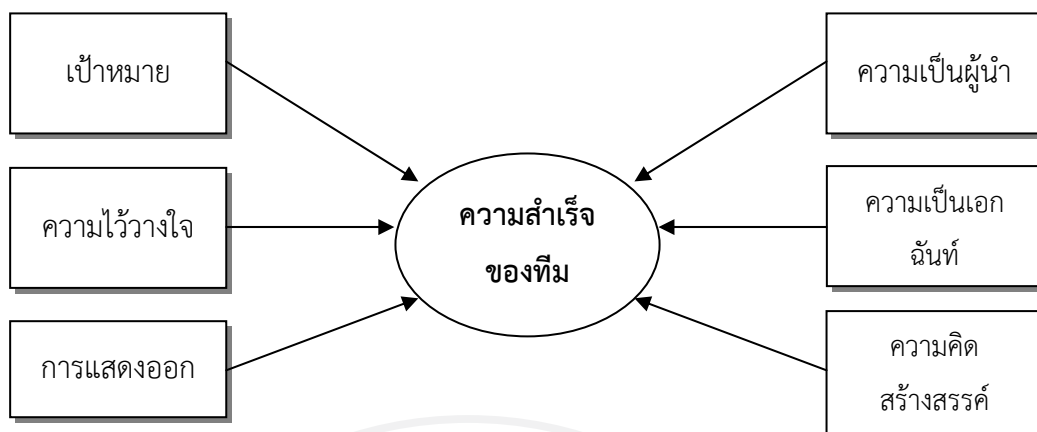 เป้าหมาย
ความไว้วางใจ
การแสดงออก
ความสำเร็จ
ของทีม
ความเป็นผู้นำ
ความเป็นเอก
ฉันท์
ความคิด
สร้างสรรค์